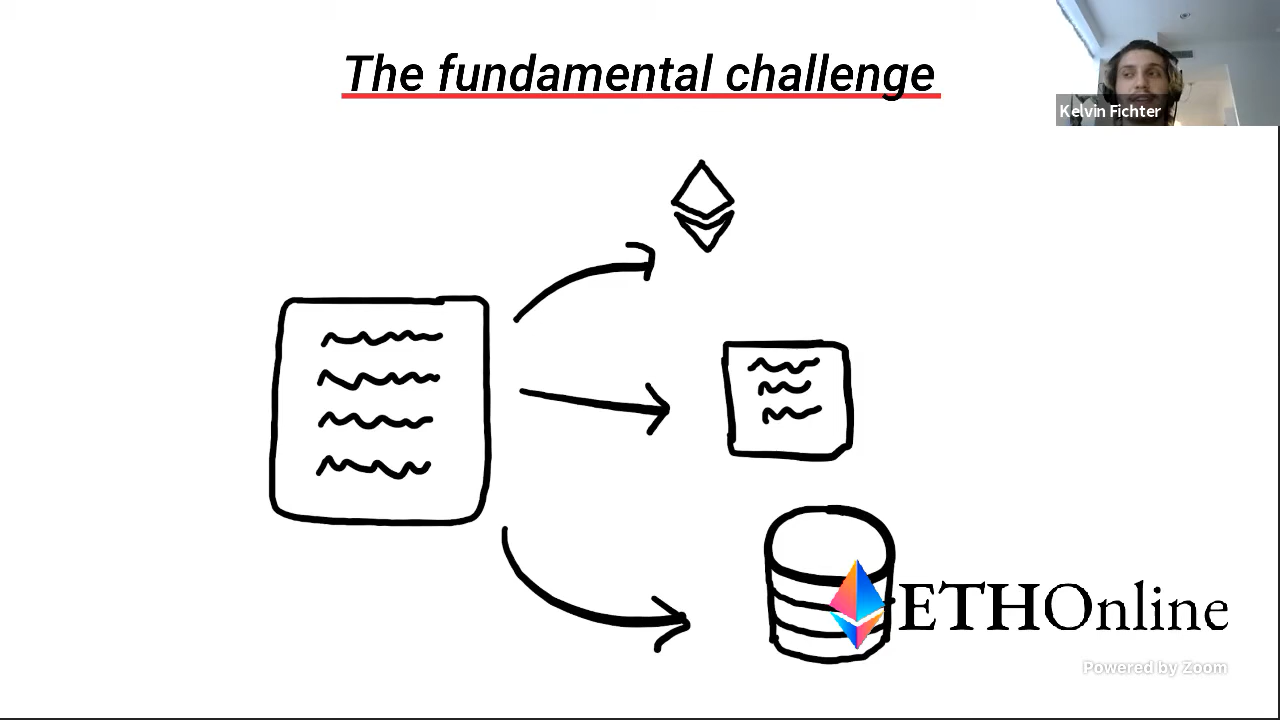 The fundamental challenge
Kelvin Fichter
ETHOnline
Powered by Zoom